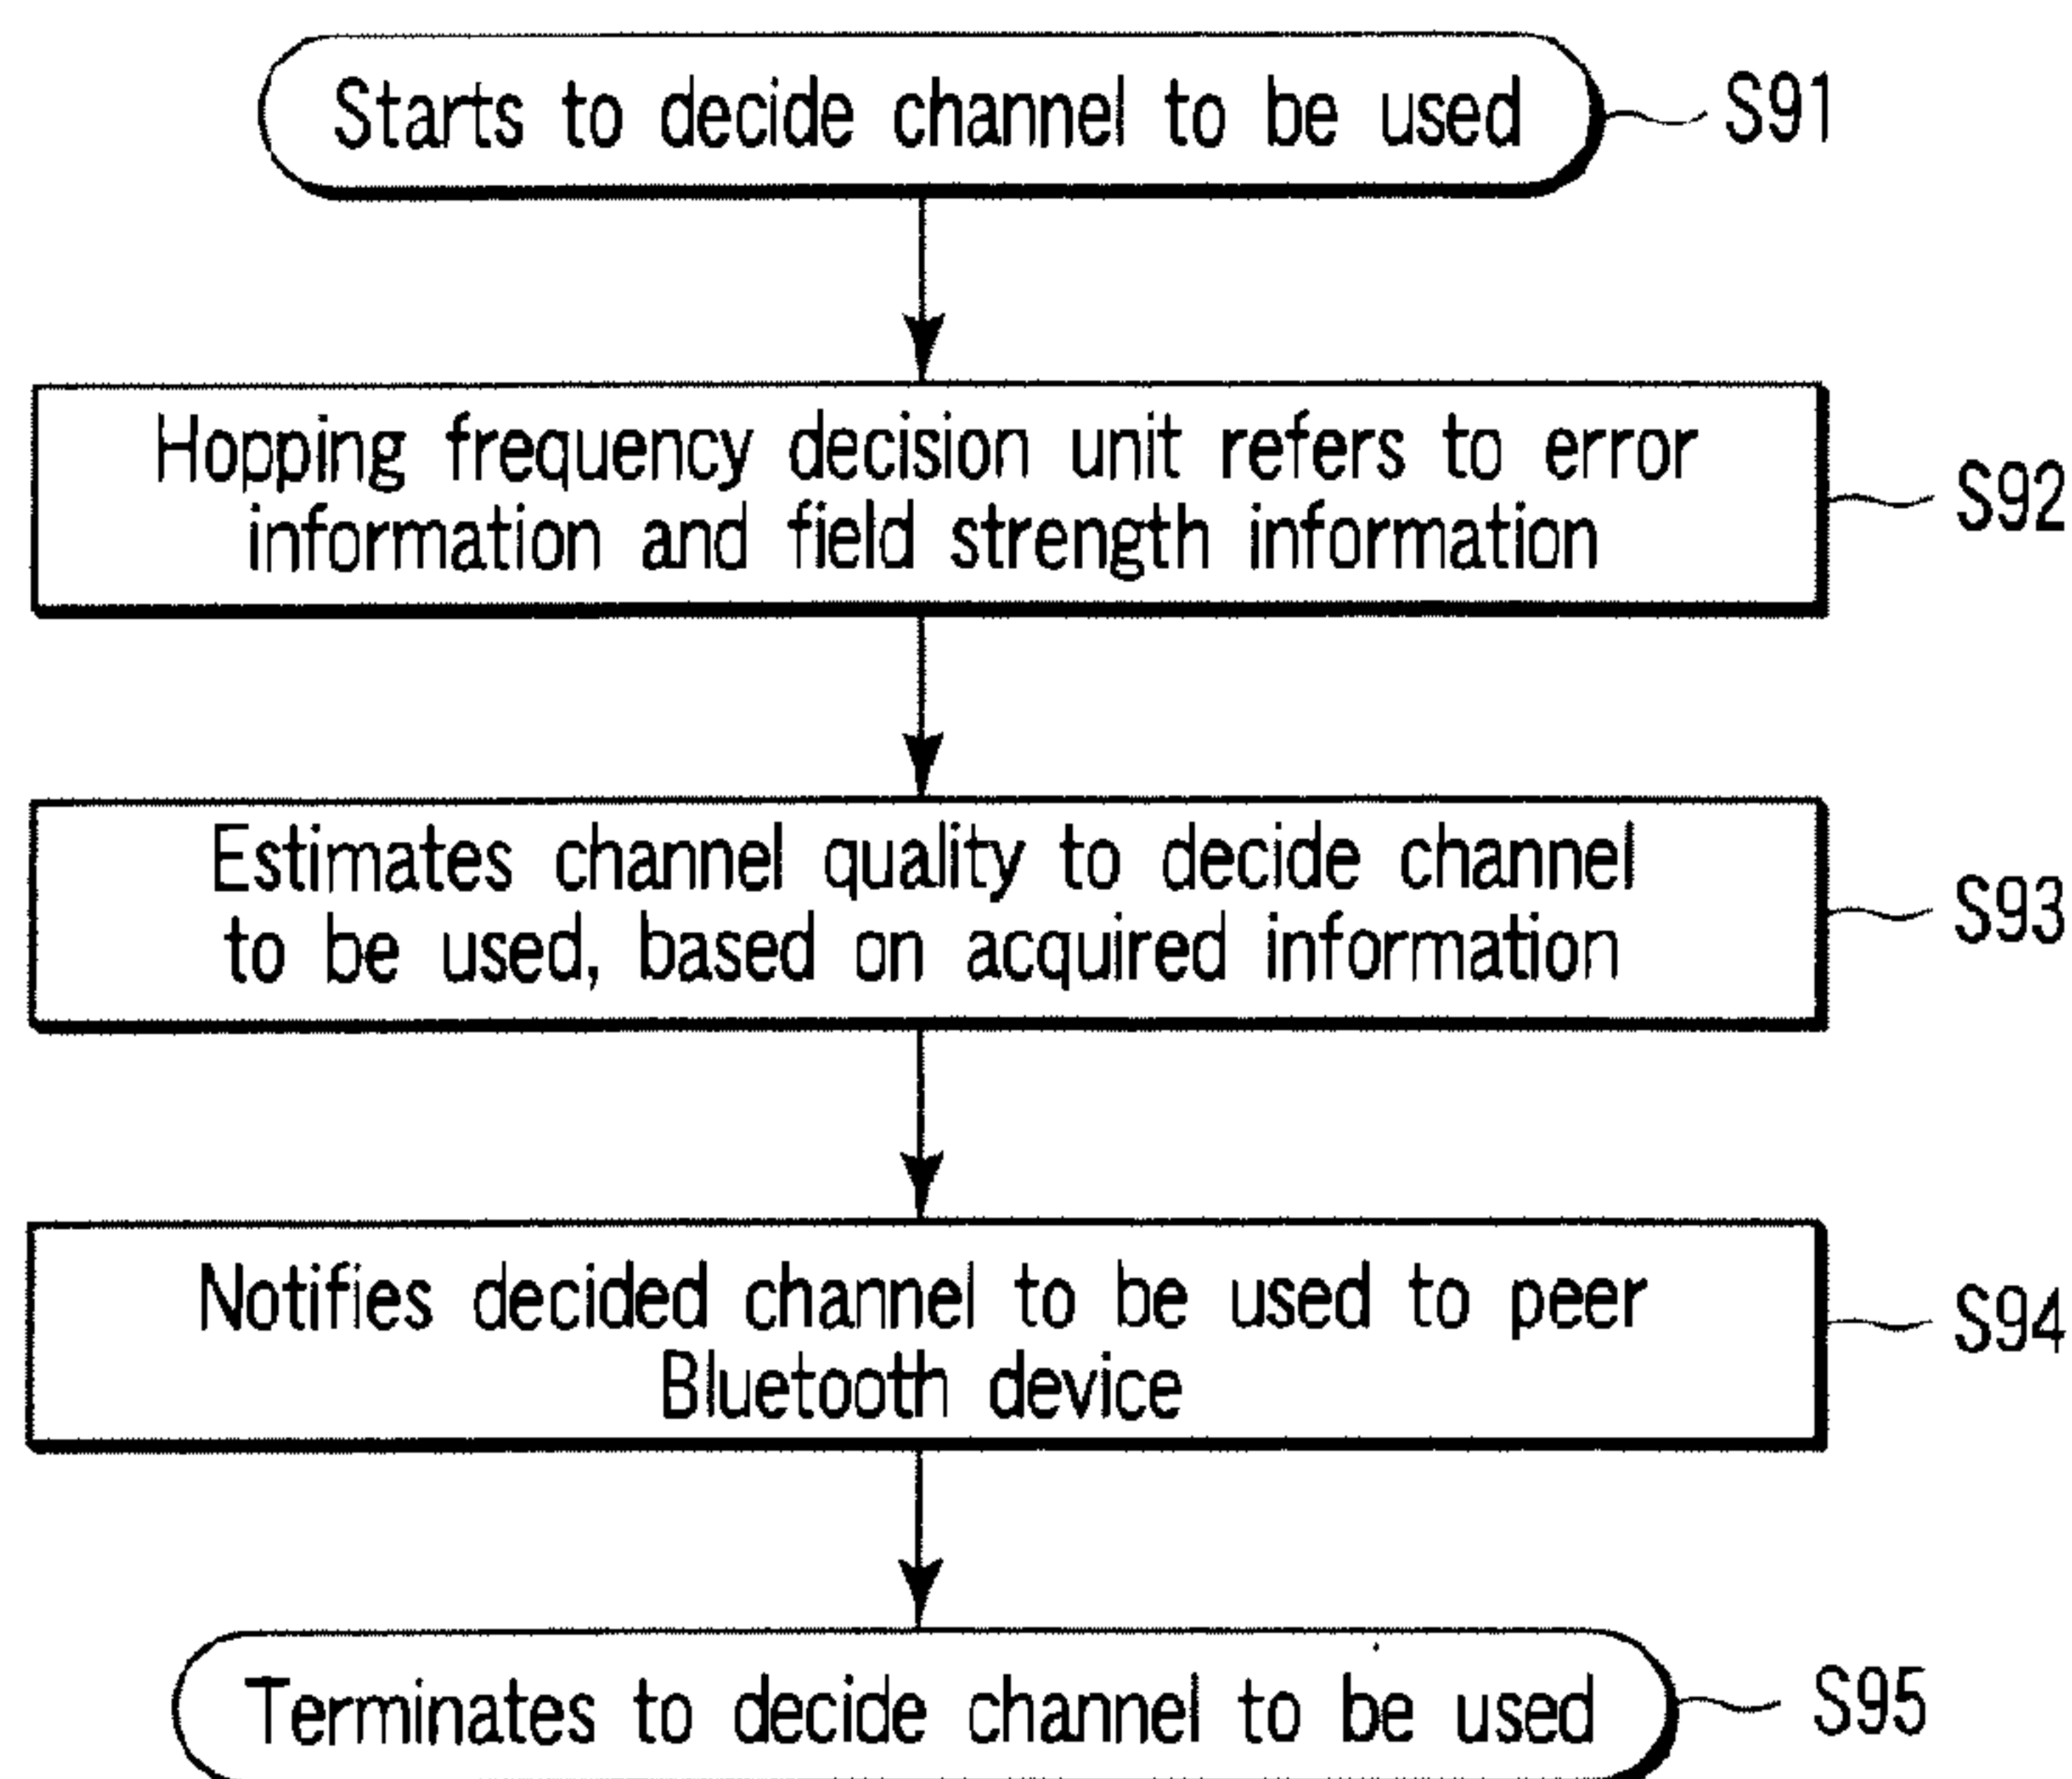 Starts to decide channel to be used
S91
Hopping frequency decision unit refers to error
information and field strength information
S92
Estimates channel quality to decide channel
to be used, based on acquired information
S93
Notifies decided channel to be used to peer
Bluetooth device
S94
Terminates to decide channel to be used
S95